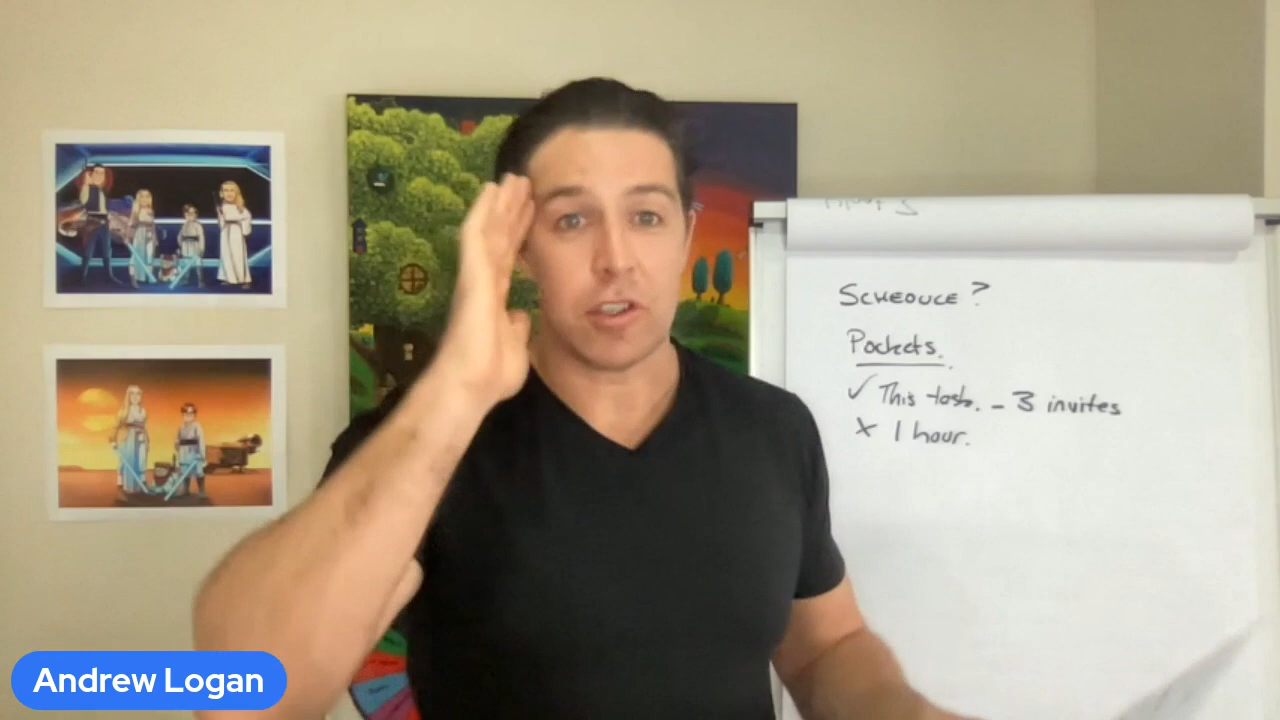 SCHEDULE?
Pockets.
✓ This task. - 3 invites
x 1 hour.
Andrew Logan